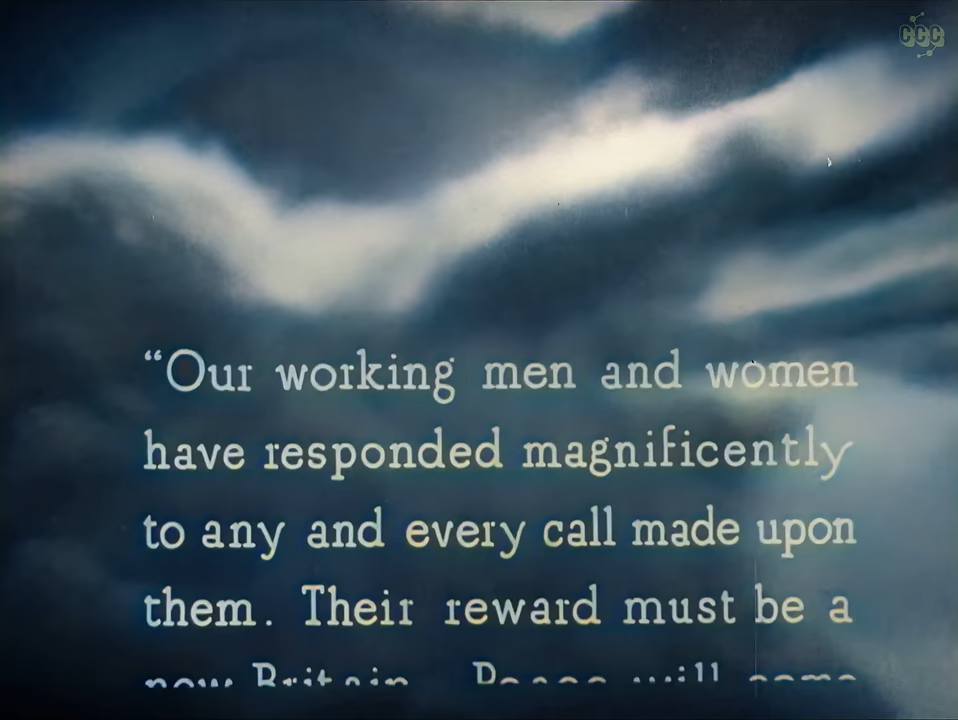 CCC
“Our working men and women
have responded magnificently
to any and every call made upon
them. Their reward must be a